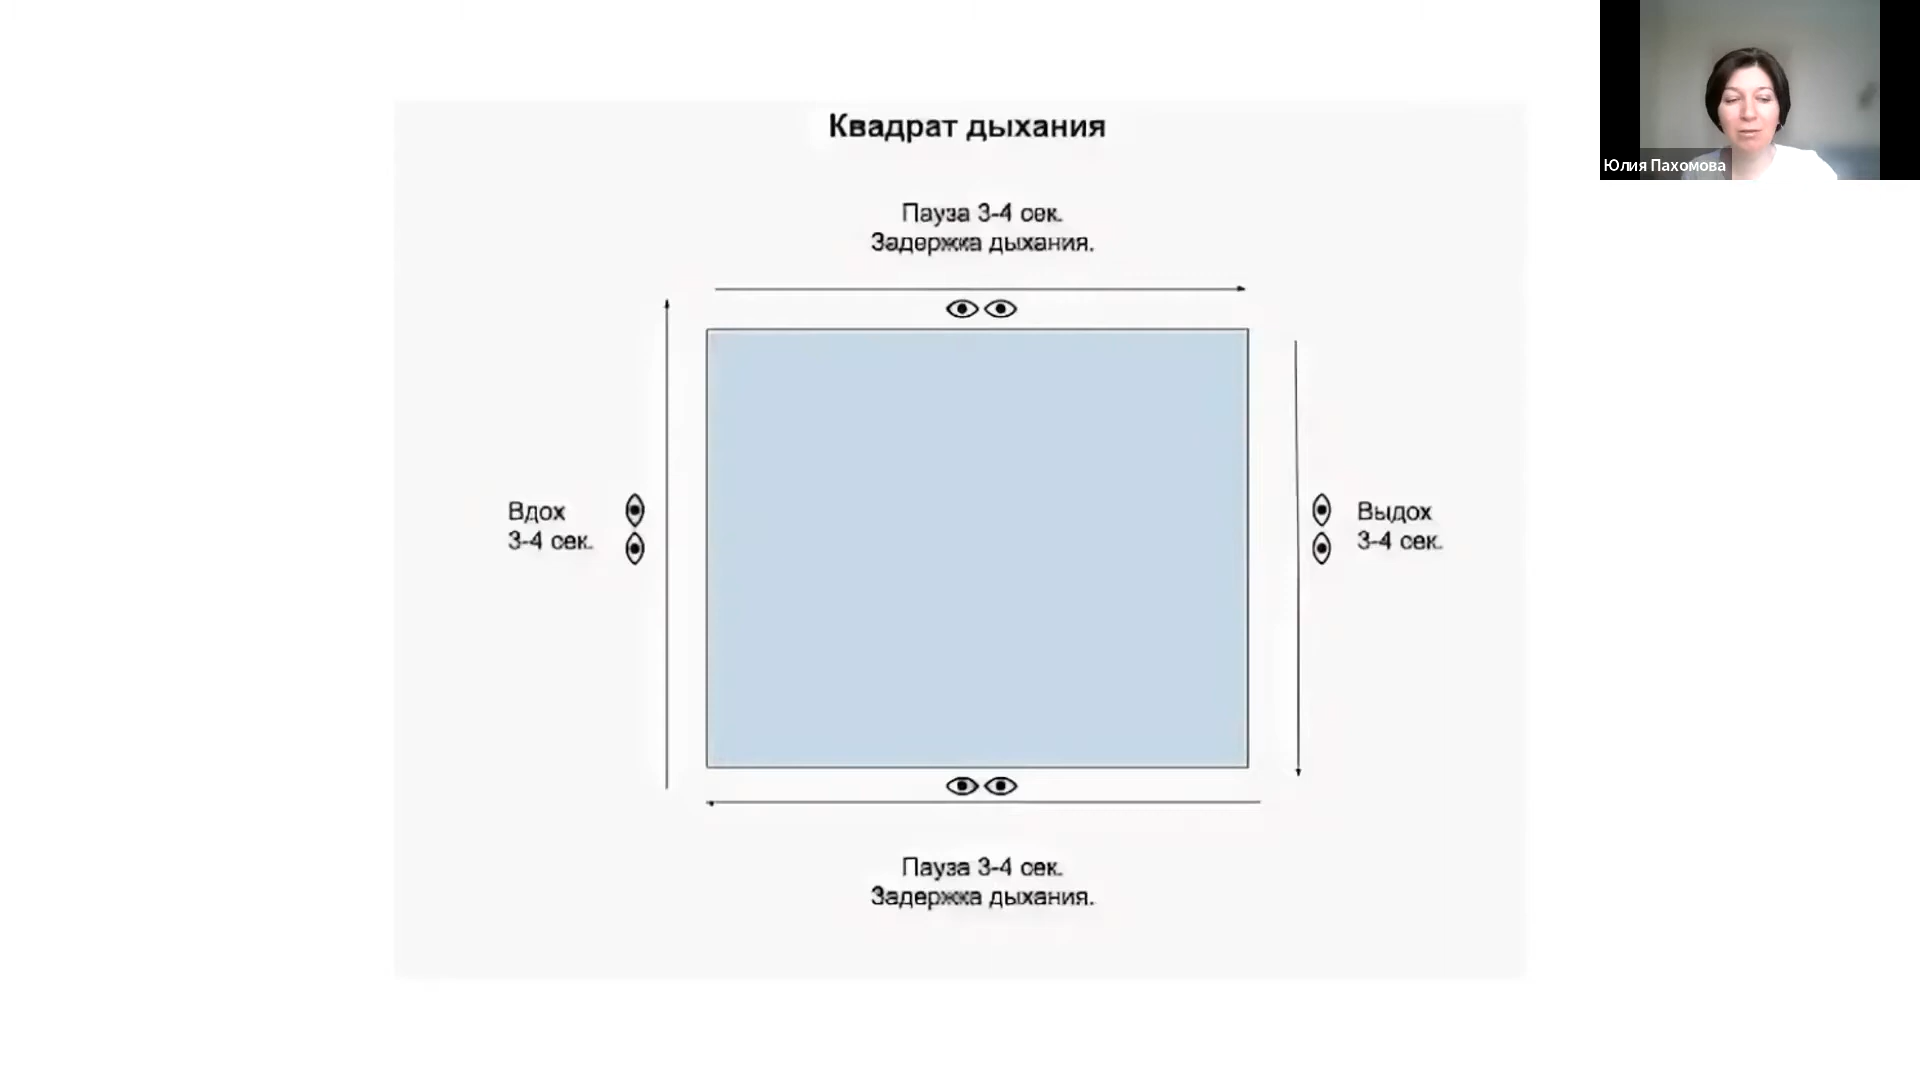 Квадрат дыхания
Юлия Пахомова
Пауза 3-4 сек.
Задержка дыхания.
Вдох
3-4 сек.
Выдох
3-4 сек.
Пауза 3-4 сек.
Задержка дыхания.